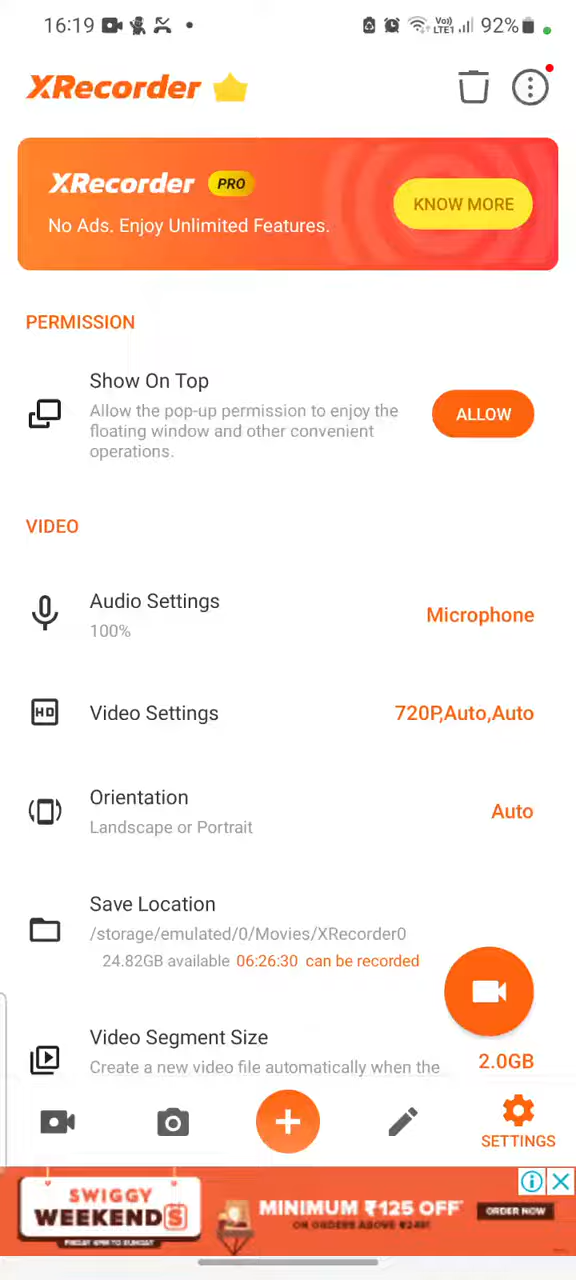 16:19 Vo) LTE1 92%
XRecorder
XRecorder PRO
No Ads. Enjoy Unlimited Features.
KNOW MORE
PERMISSION
Show On Top
Allow the pop-up permission to enjoy the
floating window and other convenient
operations.
ALLOW
VIDEO
Audio Settings
100%
Microphone
HD
Video Settings
720P,Auto,Auto
Orientation
Landscape or Portrait
Auto
Save Location
/storage/emulated/0/Movies/XRecorder0
24.82GB available 06:26:30 can be recorded
Video Segment Size
Create a new video file automatically when the
2.0GB
SETTINGS
SWIGGY
WEEKENDS
MINIMUM ₹125 OFF
ORDER NOW